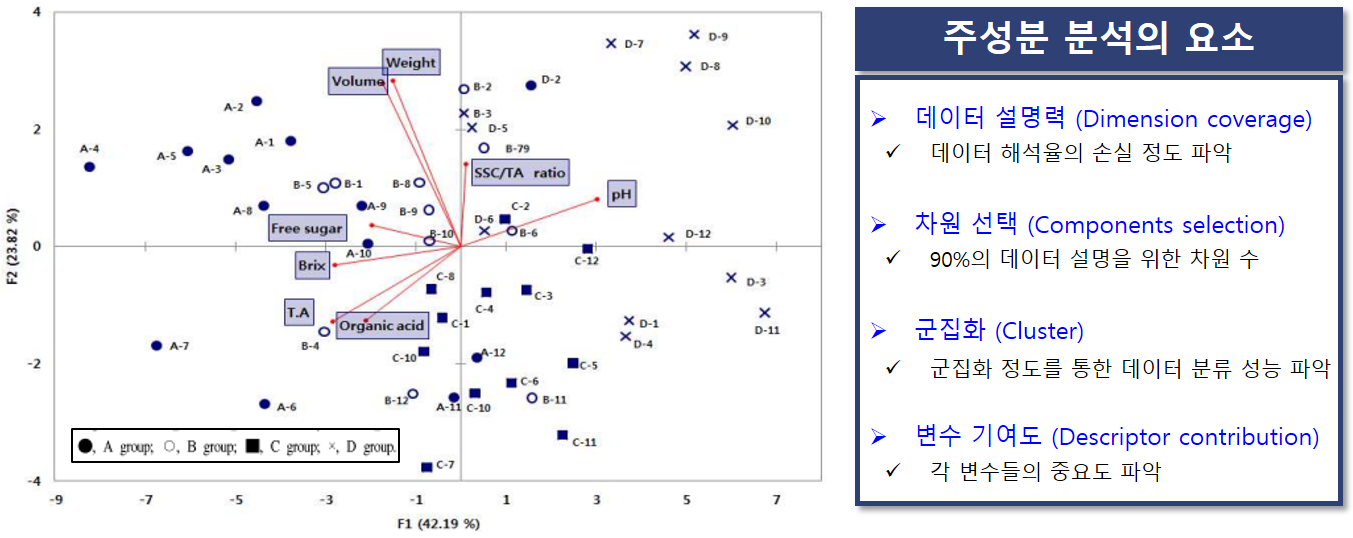 4
2
0
-2
-4
F2 (23.82 %)
-9
-7
-5
-3
-1
1
3
5
7
F1 (42.19 %)
D-9
D-7
D-8
Weight
Volume
B-2
D-2
A-2
B-3
D-5
D-10
A-1
A-4
A-5
A-3
B-79
SSC/TA ratio
B-5
B-1
B-8
pH
A-8
A-9
B-9
C-2
Free sugar
B-10
D-6
B-6
D-12
A-10
C-12
Brix
C-8
D-3
C-4
C-3
T.A
Organic acid
C-1
D-1
D-11
B-4
D-4
A-7
C-10
A-12
C-5
C-6
B-12
A-11
C-10
B-11
A-6
C-11
C-7
●, A group; ○, B group; ■, C group; ×, D group.
주성분 분석의 요소
➢ 데이터 설명력 (Dimension coverage)
✓ 데이터 해석율의 손실 정도 파악
➢ 차원 선택 (Components selection)
✓ 90%의 데이터 설명을 위한 차원 수
➢ 군집화 (Cluster)
✓ 군집화 정도를 통한 데이터 분류 성능 파악
➢ 변수 기여도 (Descriptor contribution)
✓ 각 변수들의 중요도 파악